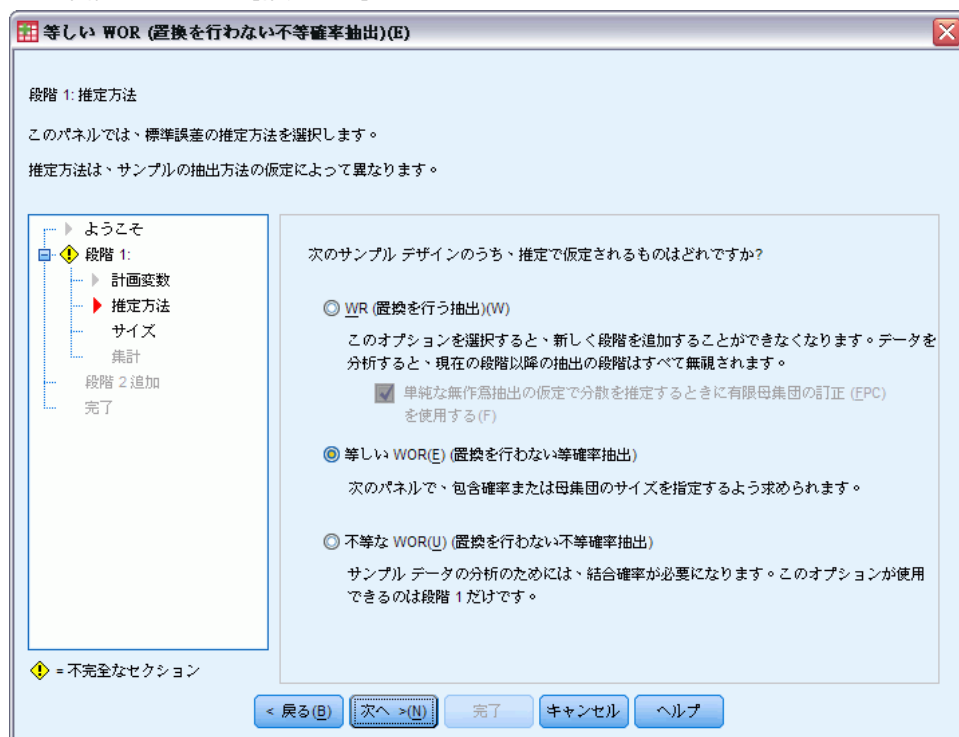 等しい WOR (置換を行わない不等確率抽出)(E)
段階 1: 推定方法
このパネルでは、標準誤差の推定方法を選択します。
推定方法は、サンプルの抽出方法の仮定によって異なります。
ようこそ
段階 1:
計画変数
推定方法
サイズ
集計
段階 2 追加
完了
次のサンプル デザインのうち、推定で仮定されるものはどれですか?
WR (置換を行う抽出)(W)
このオプションを選択すると、新しく段階を追加することができなくなります。データを
分析すると、現在の段階以降の抽出の段階はすべて無視されます。
単純な無作為抽出の仮定で分散を推定するときに有限母集団の訂正 (FPC)
を使用する(F)
等しい WOR(E) (置換を行わない等確率抽出)
次のパネルで、包含確率または母集団のサイズを指定するよう求められます。
不等な WOR(U) (置換を行わない不等確率抽出)
サンプル データの分析のためには、結合確率が必要になります。このオプションが使用
できるのは段階 1 だけです。
= 不完全なセクション
< 戻る(B)
次へ >(N)
完了
キャンセル
ヘルプ